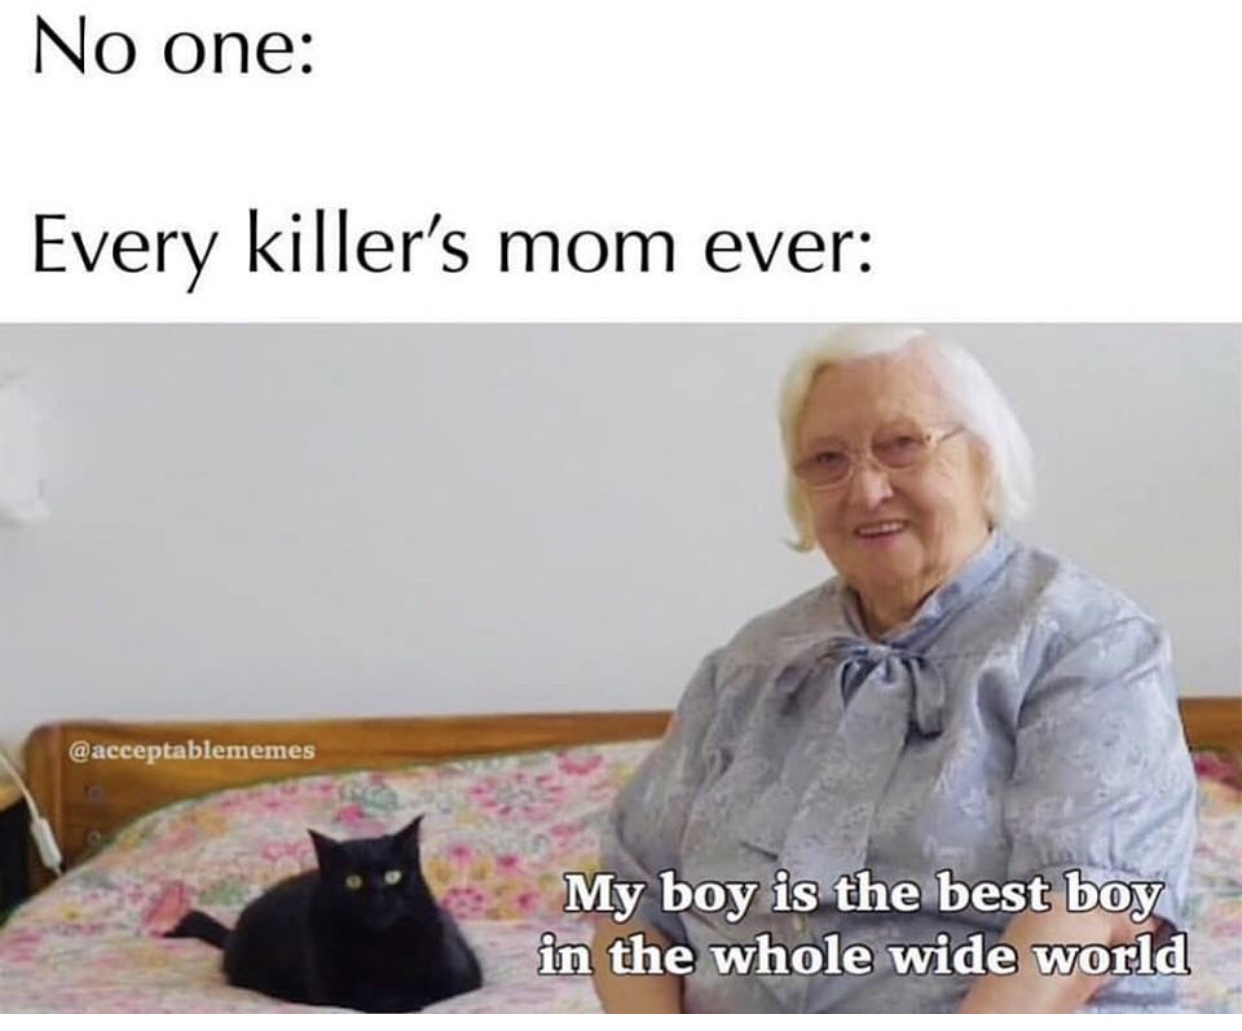 No one:
Every killer's mom ever:
@acceptablememes
My boy is the best boy
in the whole wide world